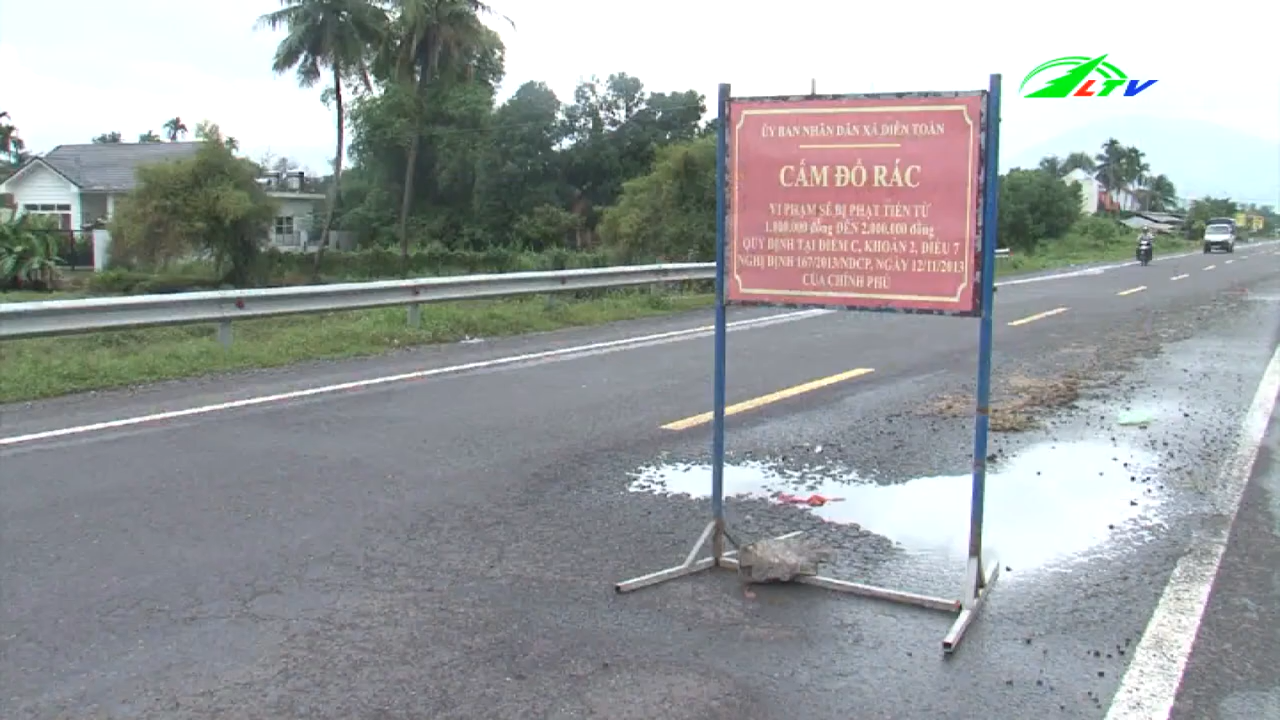 LTV
ỦY BAN NHÂN DÂN XÃ DIÊN TOÀN
CẤM ĐỔ RÁC
VI PHẠM SẼ BỊ PHẠT TIỀN TỪ
1.000.000 đồng ĐẾN 2.000.000 đồng
QUY ĐỊNH TẠI ĐIỂM C, KHOẢN 2, ĐIỀU 7
NGHỊ ĐỊNH 167/2013/NĐCP, NGÀY 12/11/2013
CỦA CHÍNH PHỦ